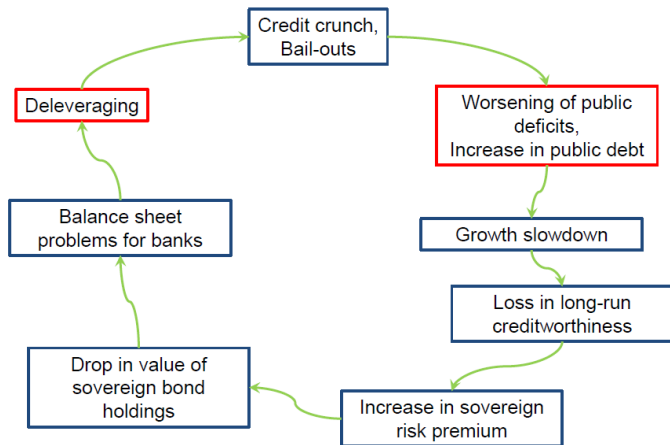 Credit crunch,
Bail-outs
Worsening of public
deficits,
Increase in public debt
Growth slowdown
Loss in long-run
creditworthiness
Increase in sovereign
risk premium
Drop in value of
sovereign bond
holdings
Balance sheet
problems for banks
Deleveraging